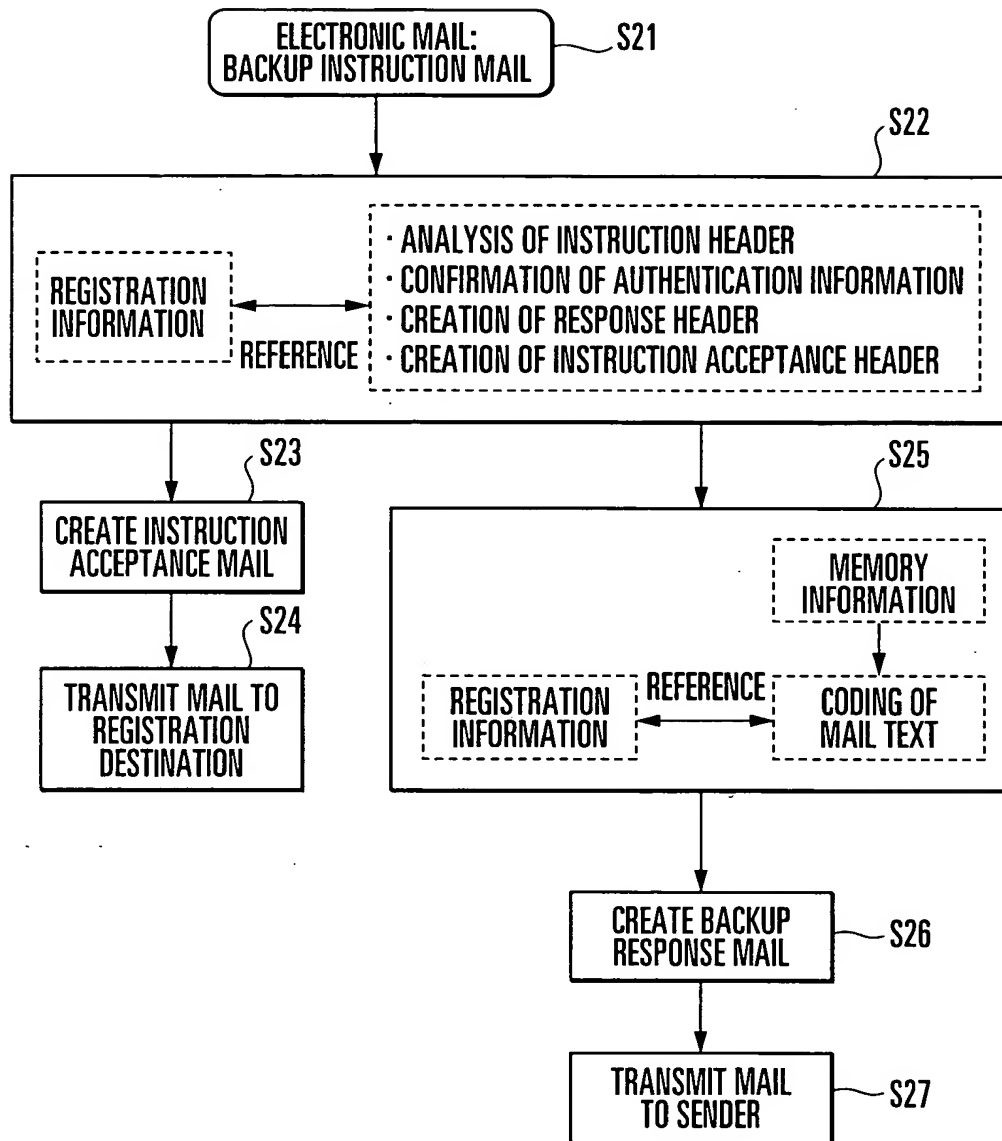 ELECTRONIC MAIL:
BACKUP INSTRUCTION MAIL
S21
S22
REGISTRATION
INFORMATION
REFERENCE
· ANALYSIS OF INSTRUCTION HEADER
· CONFIRMATION OF AUTHENTICATION INFORMATION
· CREATION OF RESPONSE HEADER
· CREATION OF INSTRUCTION ACCEPTANCE HEADER
S23
CREATE INSTRUCTION
ACCEPTANCE MAIL
S24
TRANSMIT MAIL TO
REGISTRATION
DESTINATION
S25
MEMORY
INFORMATION
REGISTRATION
INFORMATION
REFERENCE
CODING OF
MAIL TEXT
CREATE BACKUP
RESPONSE MAIL
S26
TRANSMIT MAIL
TO SENDER
S27